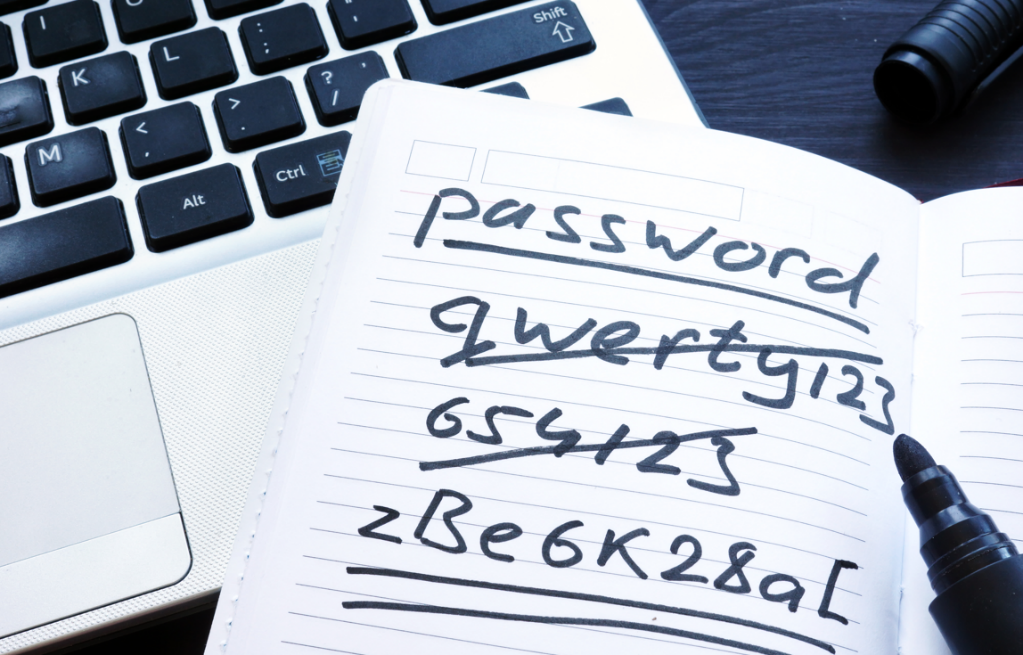 I O P : ; Shift
K L ? /
> .
< ,
M Alt Ctrl
password
qwerty123
654123
zBe6K28a[